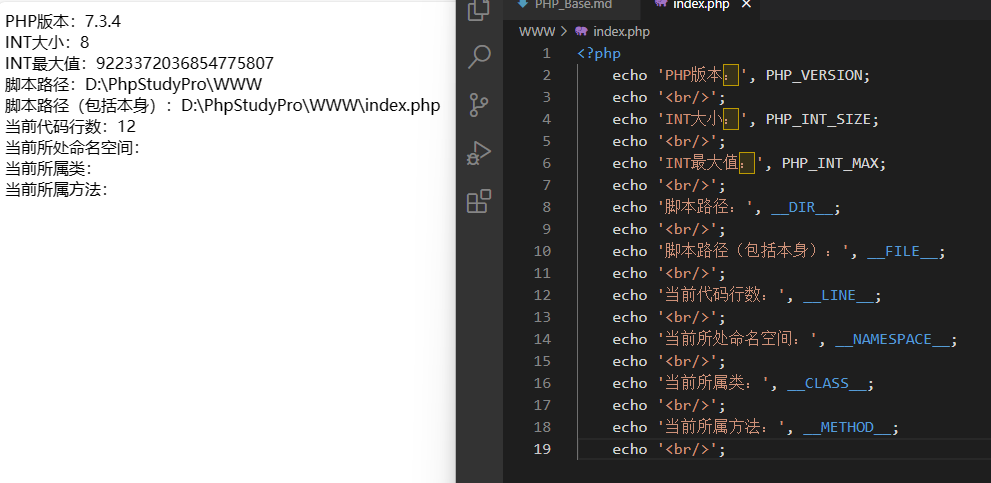 PHP版本：7.3.4
INT大小：8
INT最大值：9223372036854775807
脚本路径：D:\PhpStudyPro\WWW
脚本路径（包括本身）：D:\PhpStudyPro\WWW\index.php
当前代码行数：12
当前所处命名空间：
当前所属类：
当前所属方法：
PHP_Base.md index.php
WWW > index.php
1 <?php
2 echo 'PHP版本：', PHP_VERSION;
3 echo '<br/>';
4 echo 'INT大小：', PHP_INT_SIZE;
5 echo '<br/>';
6 echo 'INT最大值：', PHP_INT_MAX;
7 echo '<br/>';
8 echo '脚本路径：', __DIR__;
9 echo '<br/>';
10 echo '脚本路径（包括本身）：', __FILE__;
11 echo '<br/>';
12 echo '当前代码行数：', __LINE__;
13 echo '<br/>';
14 echo '当前所处命名空间：', __NAMESPACE__;
15 echo '<br/>';
16 echo '当前所属类：', __CLASS__;
17 echo '<br/>';
18 echo '当前所属方法：', __METHOD__;
19 echo '<br/>';